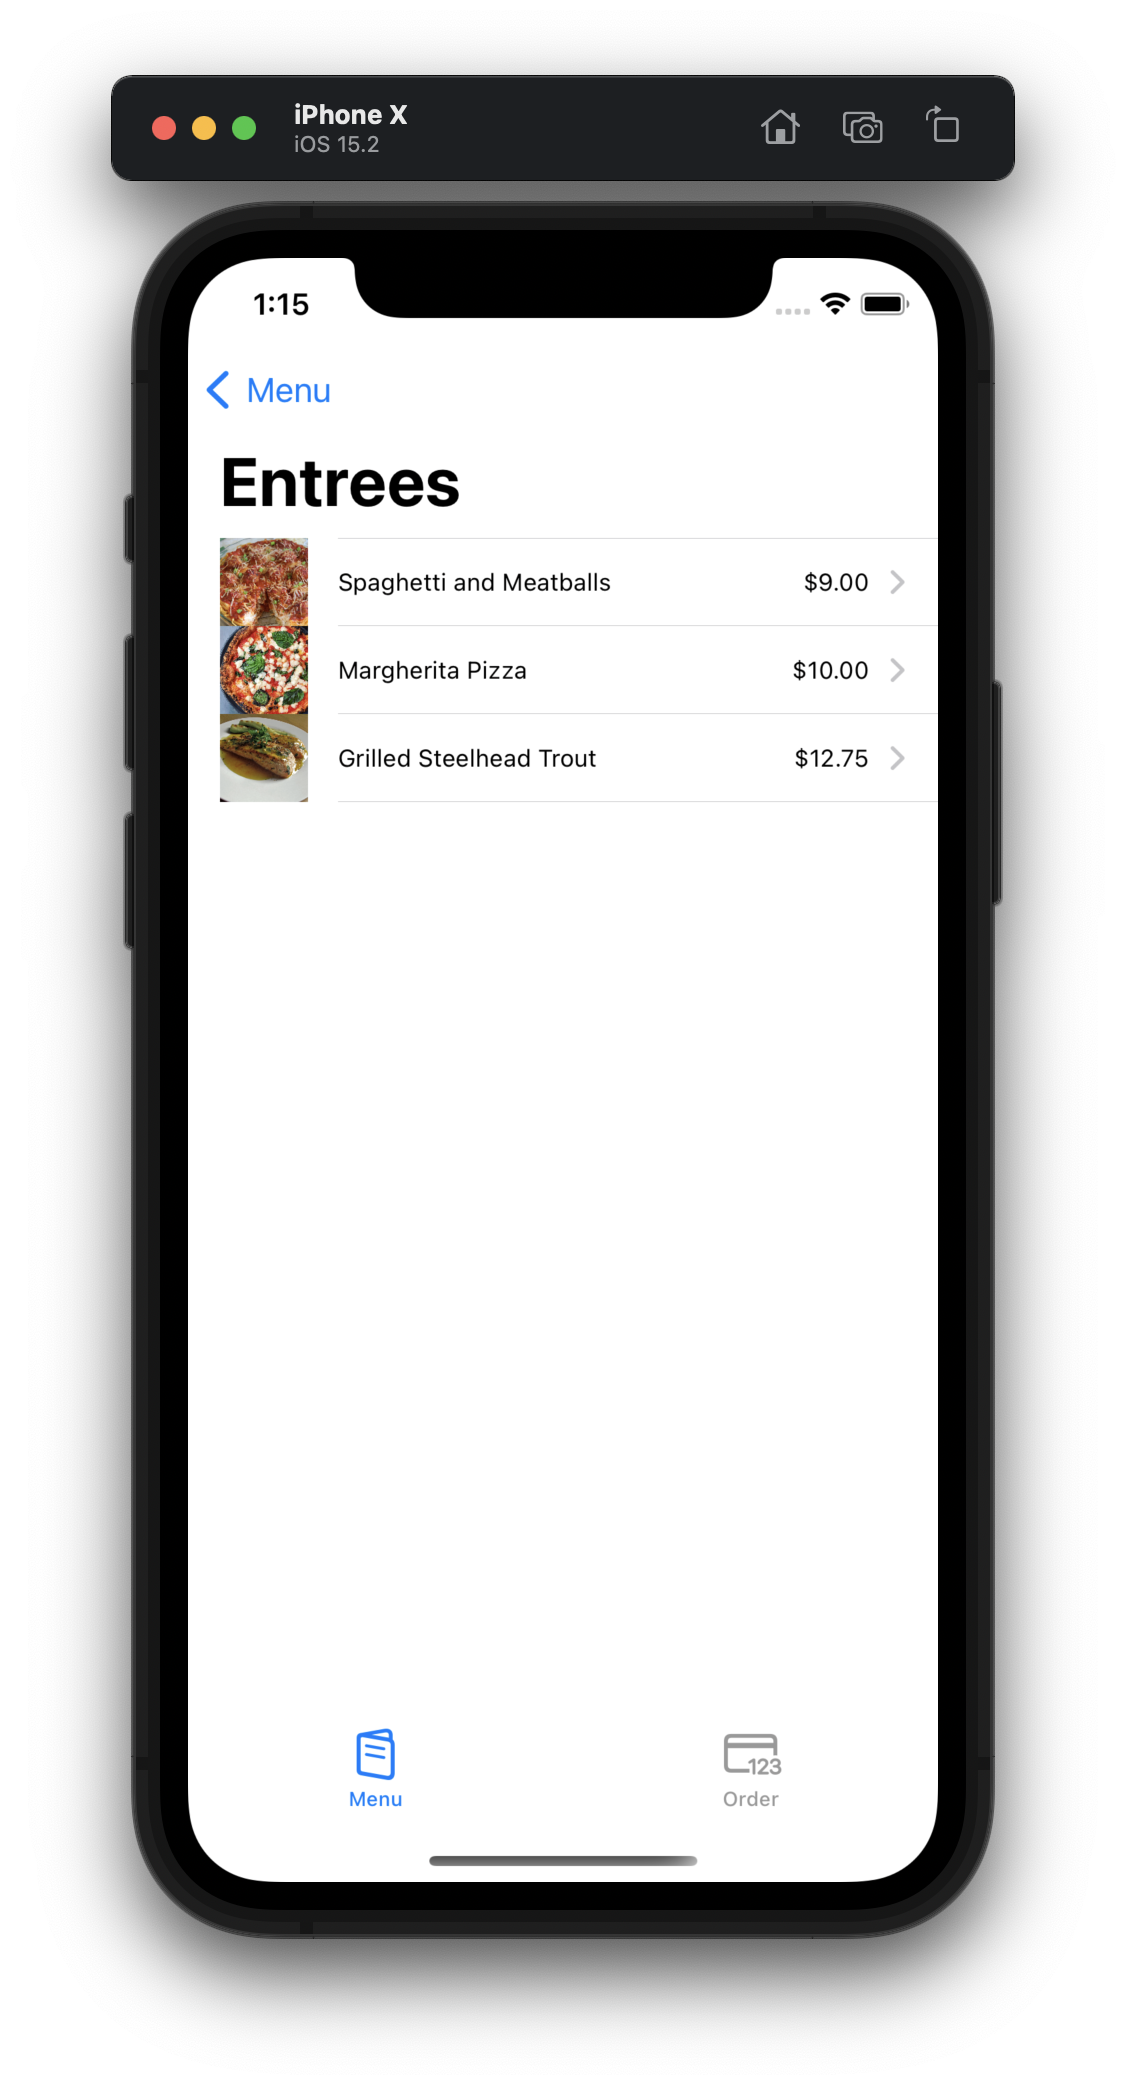 iPhone X
iOS 15.2
1:15
Menu
Entrees
Spaghetti and Meatballs $9.00
Margherita Pizza $10.00
Grilled Steelhead Trout $12.75
123
Menu Order